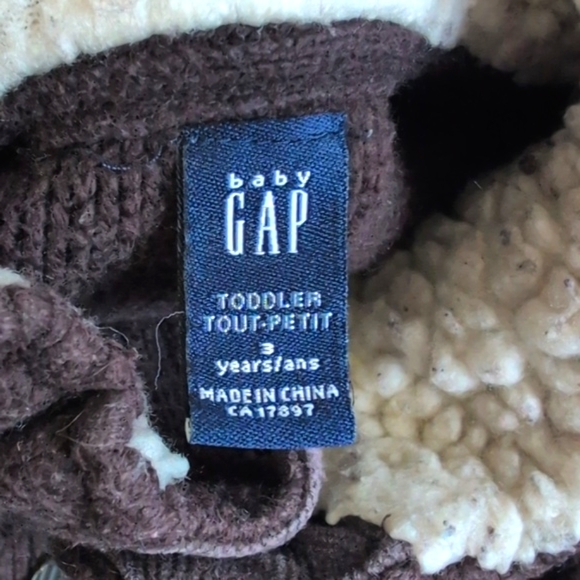 baby
GAP
TODDLER
TOUT-PETIT
3
years/ans
MADE IN CHINA
CA 17897